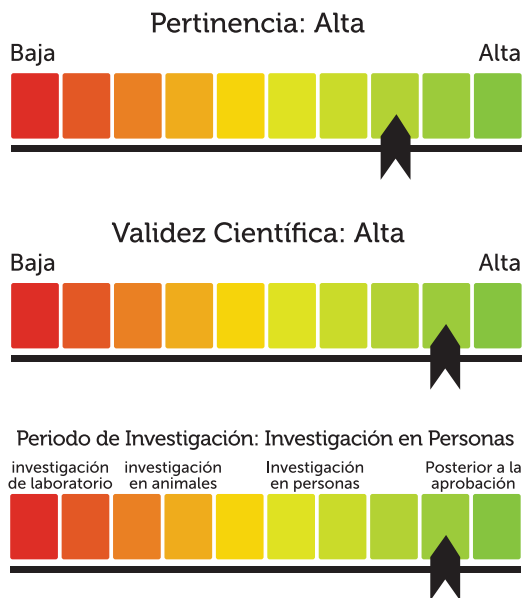 Pertinencia: Alta
Baja Alta
Validez Científica: Alta
Baja Alta
Periodo de Investigación: Investigación en Personas
investigación investigación Investigación Posterior a la
de laboratorio en animales en personas aprobación